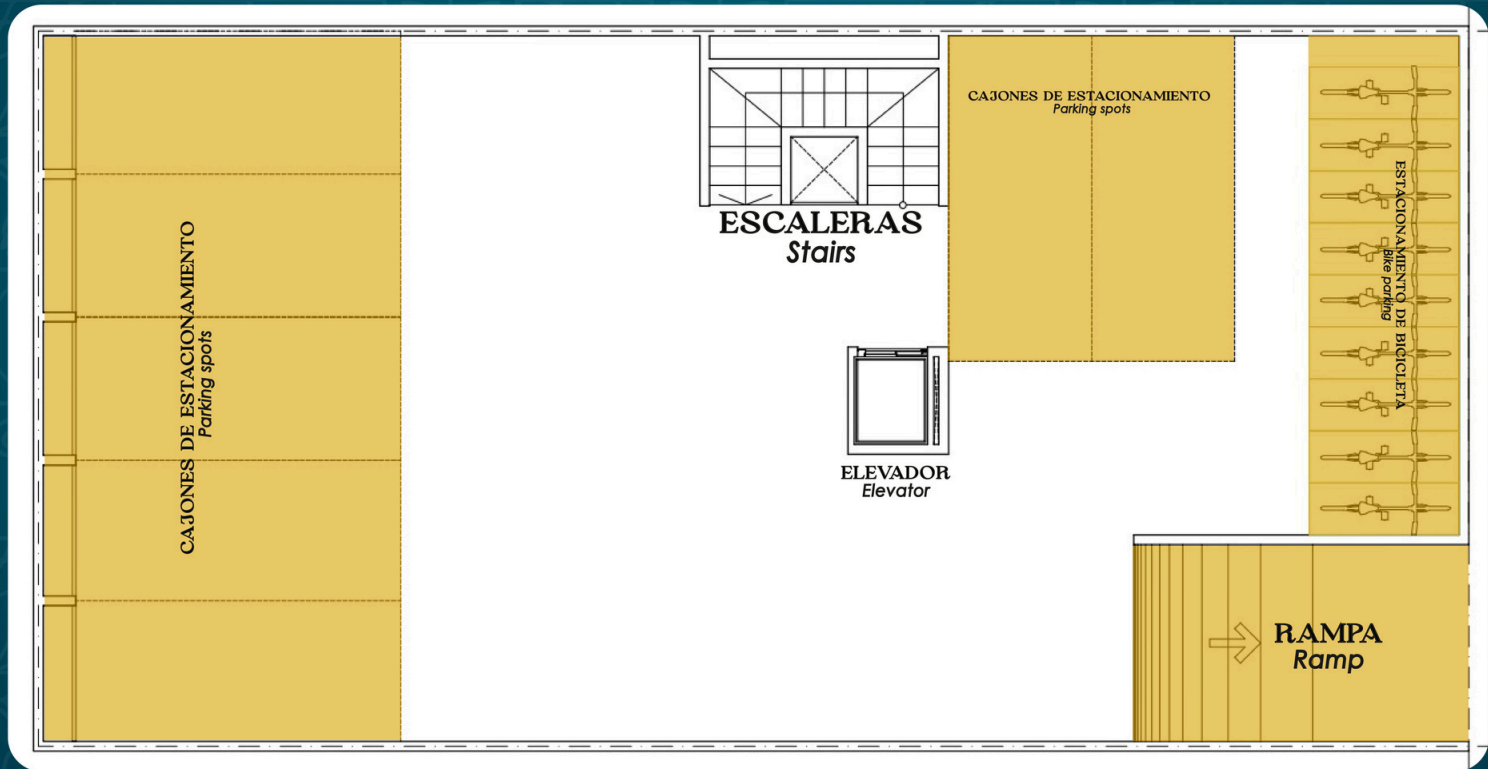 CAJONES DE ESTACIONAMIENTO
Parking spots
ESCALERAS
Stairs
CAJONES DE ESTACIONAMIENTO
Parking spots
ESTACIONAMIENTO DE BICICLETA
Bike parking
ELEVADOR
Elevator
RAMPA
Ramp